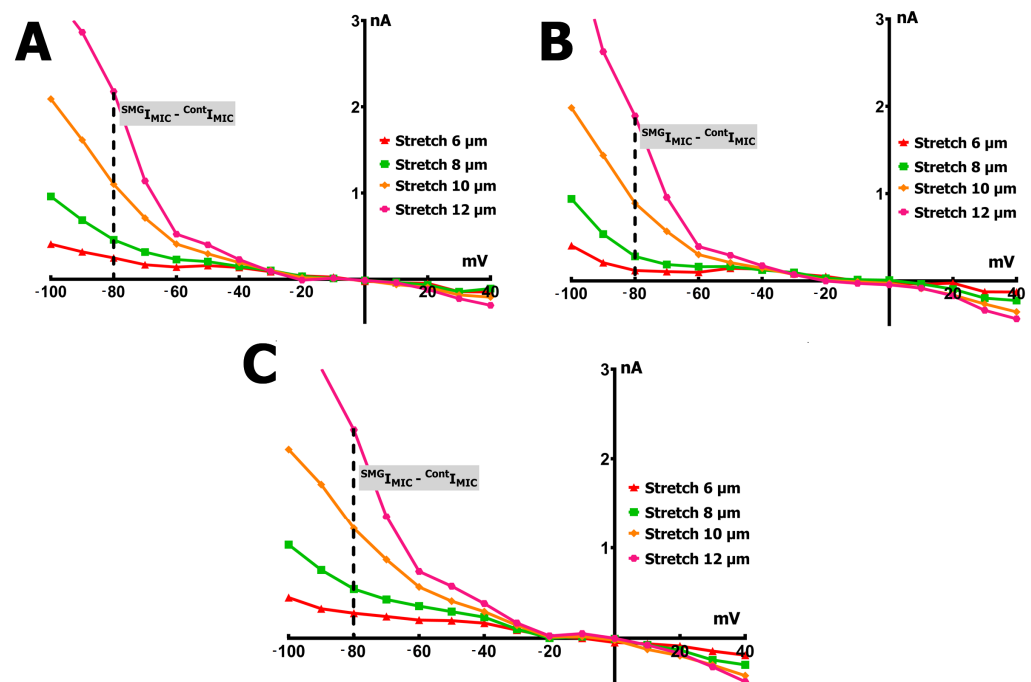 A
nA
3
2
1
SMGIMIC - ContIMIC
Stretch 6 µm
Stretch 8 µm
Stretch 10 µm
Stretch 12 µm
mV
-100 -80 -60 -40 -20 0 20 40
B
nA
3
2
1
SMGIMIC - ContIMIC
Stretch 6 µm
Stretch 8 µm
Stretch 10 µm
Stretch 12 µm
mV
-100 -80 -60 -40 -20 0 20 40
C
nA
3
2
1
SMGIMIC - ContIMIC
Stretch 6 µm
Stretch 8 µm
Stretch 10 µm
Stretch 12 µm
mV
-100 -80 -60 -40 -20 0 20 40